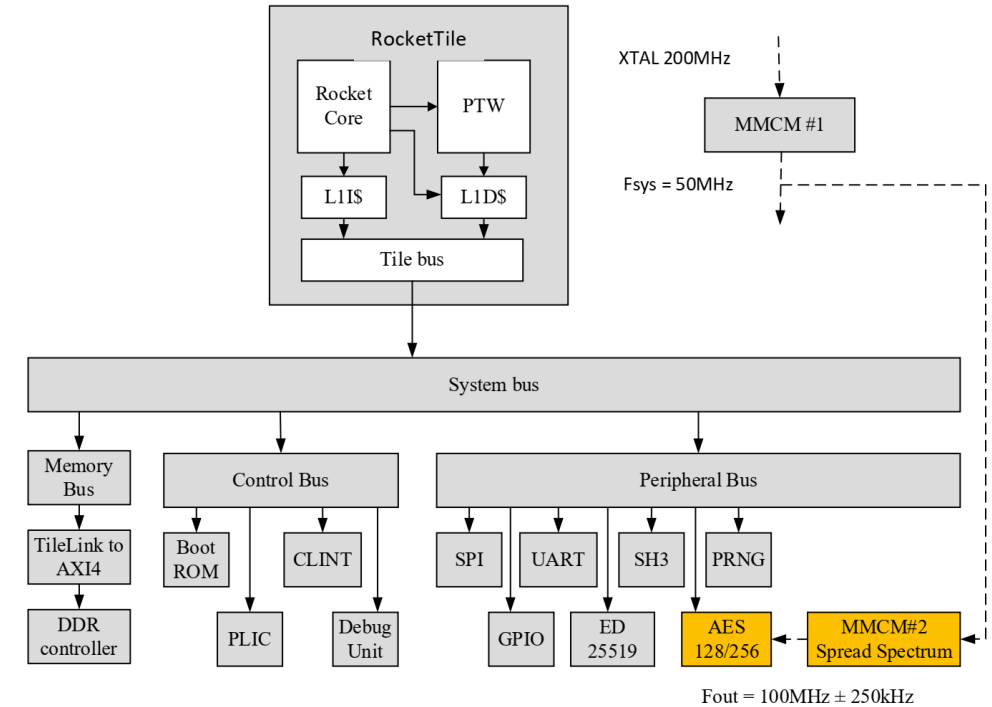 RocketTile
Rocket
Core
PTW
L1I$
L1D$
Tile bus
XTAL 200MHz
MMCM #1
Fsys = 50MHz
System bus
Memory
Bus
Control Bus
Peripheral Bus
TileLink to
AXI4
Boot
ROM
CLINT
SPI
UART
SH3
PRNG
DDR
controller
PLIC
Debug
Unit
GPIO
ED
25519
AES
128/256
MMCM#2
Spread Spectrum
Fout = 100MHz ± 250kHz